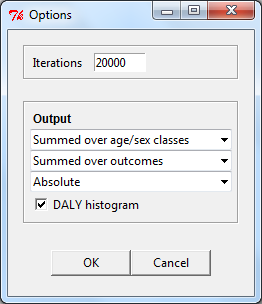 Options
Iterations 20000
Output
Summed over age/sex classes
Summed over outcomes
Absolute
DALY histogram
OK Cancel